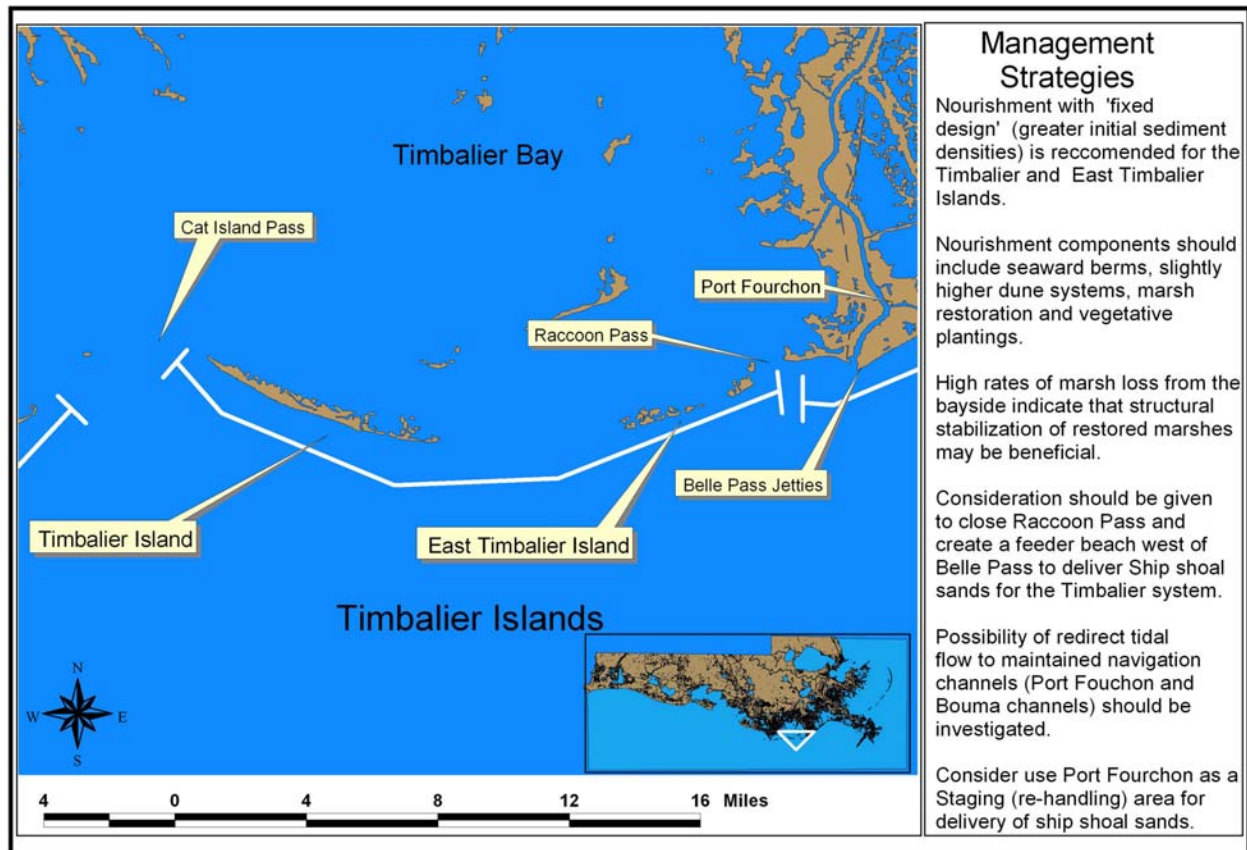 Timbalier Bay
Cat Island Pass
Port Fourchon
Raccoon Pass
Belle Pass Jetties
Timbalier Island
East Timbalier Island
Timbalier Islands
N
W E
S
4 0 4 8 12 16 Miles
Management
Strategies
Nourishment with 'fixed
design' (greater initial sediment
densities) is reccomended for the
Timbalier and East Timbalier
Islands.
Nourishment components should
include seaward berms, slightly
higher dune systems, marsh
restoration and vegetative
plantings.
High rates of marsh loss from the
bayside indicate that structural
stabilization of restored marshes
may be beneficial.
Consideration should be given
to close Raccoon Pass and
create a feeder beach west of
Belle Pass to deliver Ship shoal
sands for the Timbalier system.
Possibility of redirect tidal
flow to maintained navigation
channels (Port Fouchon and
Bouma channels) should be
investigated.
Consider use Port Fourchon as a
Staging (re-handling) area for
delivery of ship shoal sands.